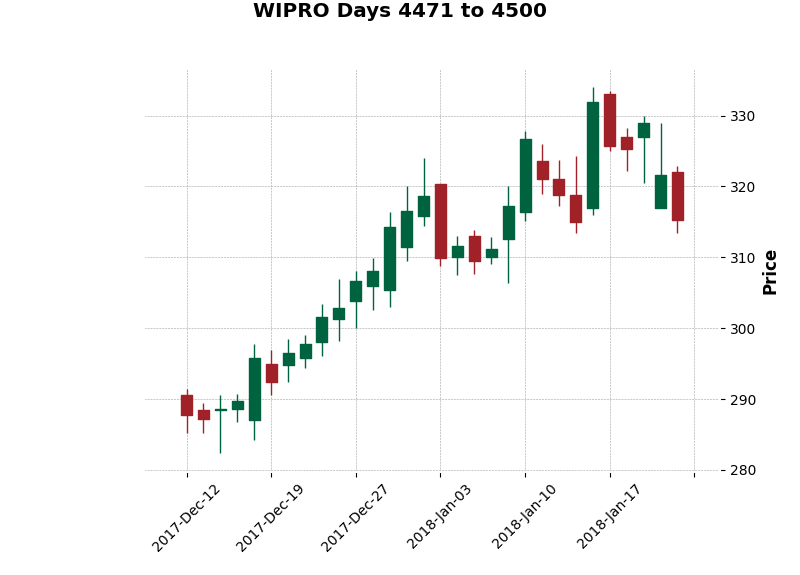 WIPRO Days 4471 to 4500
330
320
310
300
290
280
Price
2017-Dec-12
2017-Dec-19
2017-Dec-27
2018-Jan-03
2018-Jan-10
2018-Jan-17